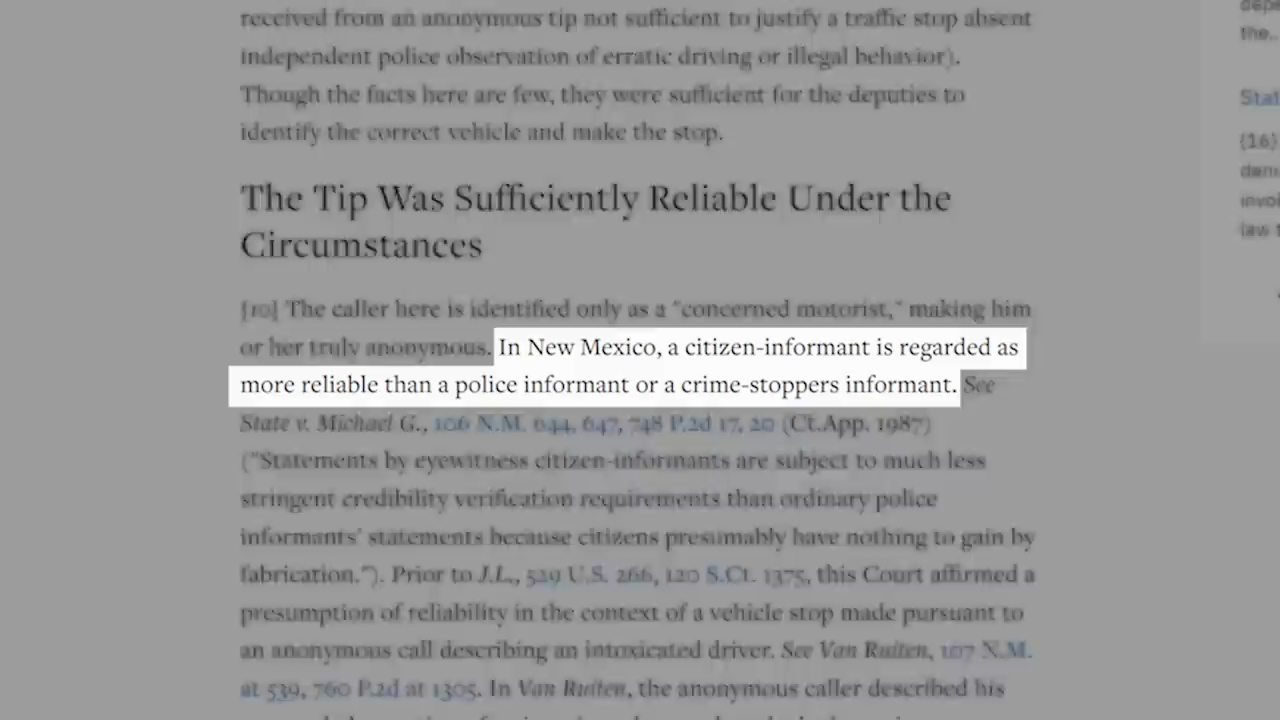 received from an anonymous tip not sufficient to justify a traffic stop absent
independent police observation of erratic driving or illegal behavior).
Though the facts here are few, they were sufficient for the deputies to
identify the correct vehicle and make the stop.
The Tip Was Sufficiently Reliable Under the
Circumstances
{10} The caller here is identified only as a "concerned motorist," making him
or her truly anonymous. In New Mexico, a citizen-informant is regarded as
more reliable than a police informant or a crime-stoppers informant. See
State v. Michael G., 106 N.M. 644, 647, 748 P.2d 17, 20 (Ct.App. 1987)
("Statements by eyewitness citizen-informants are subject to much less
stringent credibility verification requirements than ordinary police
informants' statements because citizens presumably have nothing to gain by
fabrication."). Prior to J.L., 529 U.S. 266, 120 S.Ct. 1375, this Court affirmed a
presumption of reliability in the context of a vehicle stop made pursuant to
an anonymous call describing an intoxicated driver. See Van Ruiten, 107 N.M.
at 539, 760 P.2d at 1305. In Van Ruiten, the anonymous caller described his
the..
Stat
{16}
law t